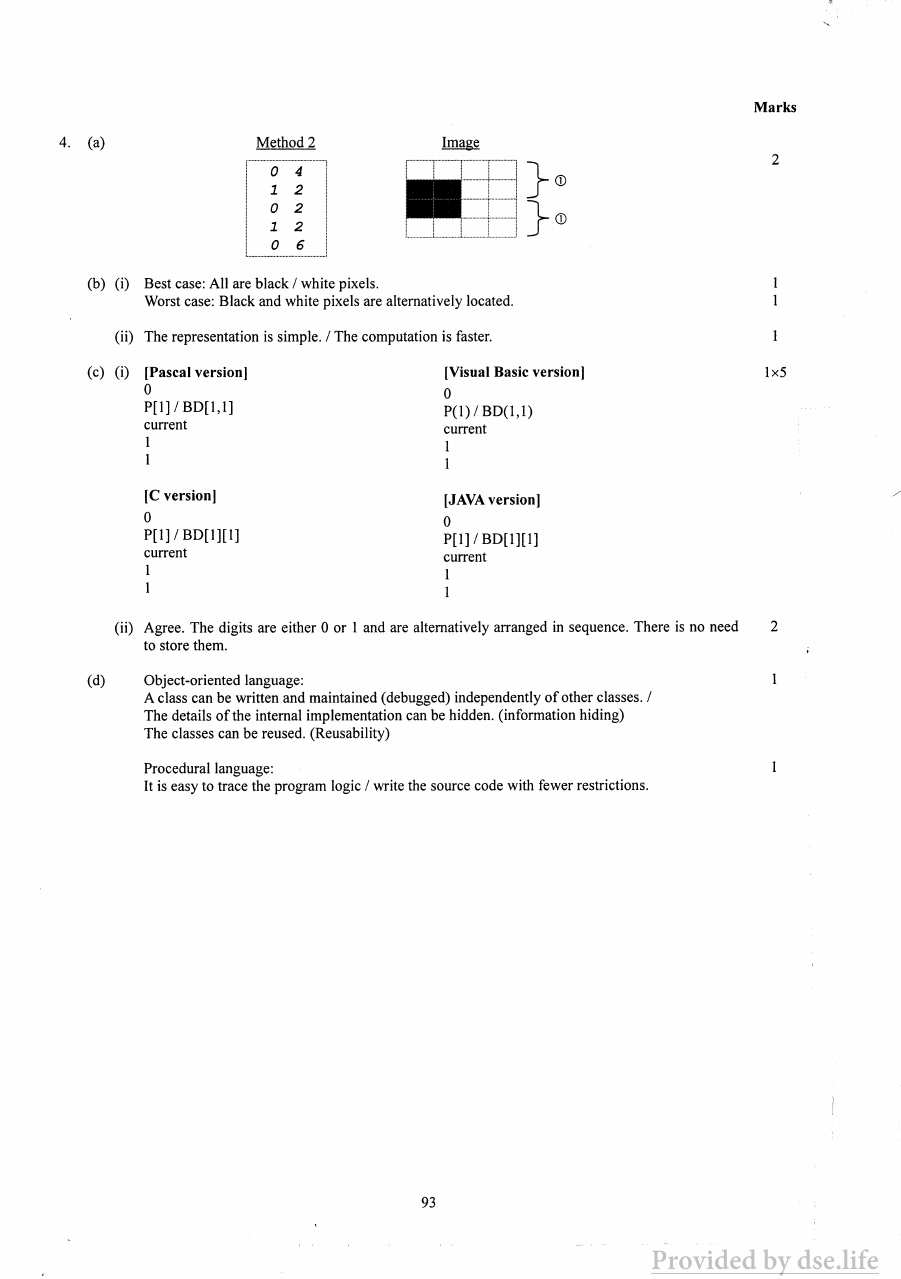 Marks
4. (a) Method 2 Image
2
0 4
1 2
0 2
1 2
0 6
①
①
(b) (i) Best case: All are black / white pixels. 1
Worst case: Black and white pixels are alternatively located. 1
(ii) The representation is simple. / The computation is faster. 1
(c) (i) [Pascal version] [Visual Basic version] 1×5
0 0
P[1] / BD[1,1] P(1) / BD(1,1)
current current
1 1
1 1
[C version] [JAVA version]
0 0
P[1] / BD[1][1] P[1] / BD[1][1]
current current
1 1
1 1
(ii) Agree. The digits are either 0 or 1 and are alternatively arranged in sequence. There is no need 2
to store them.
(d) Object-oriented language: 1
A class can be written and maintained (debugged) independently of other classes. /
The details of the internal implementation can be hidden. (information hiding)
The classes can be reused. (Reusability)
Procedural language: 1
It is easy to trace the program logic / write the source code with fewer restrictions.
93
Provided by dse.life